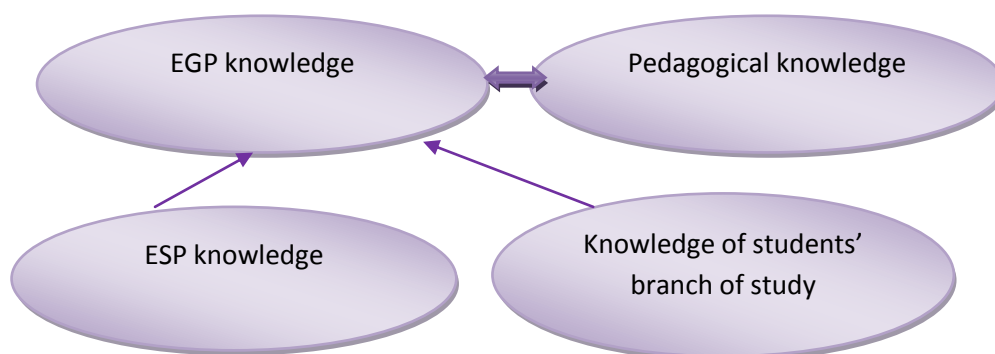 EGP knowledge
Pedagogical knowledge
ESP knowledge
Knowledge of students’
branch of study